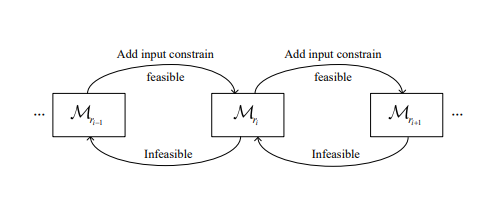 Add input constrain Add input constrain
feasible feasible
... ℳ_{r_{i-1}} ℳ_{r_i} ℳ_{r_{i+1}} ...
Infeasible Infeasible